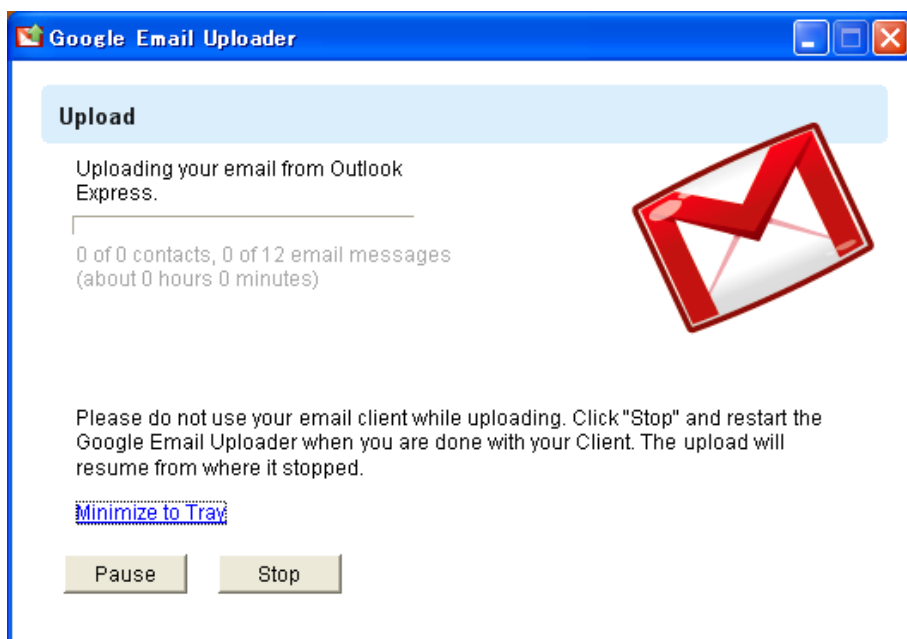 Google Email Uploader
Upload
Uploading your email from Outlook
Express.
0 of 0 contacts, 0 of 12 email messages
(about 0 hours 0 minutes)
Please do not use your email client while uploading. Click "Stop" and restart the
Google Email Uploader when you are done with your Client. The upload will
resume from where it stopped.
Minimize to Tray
Pause
Stop